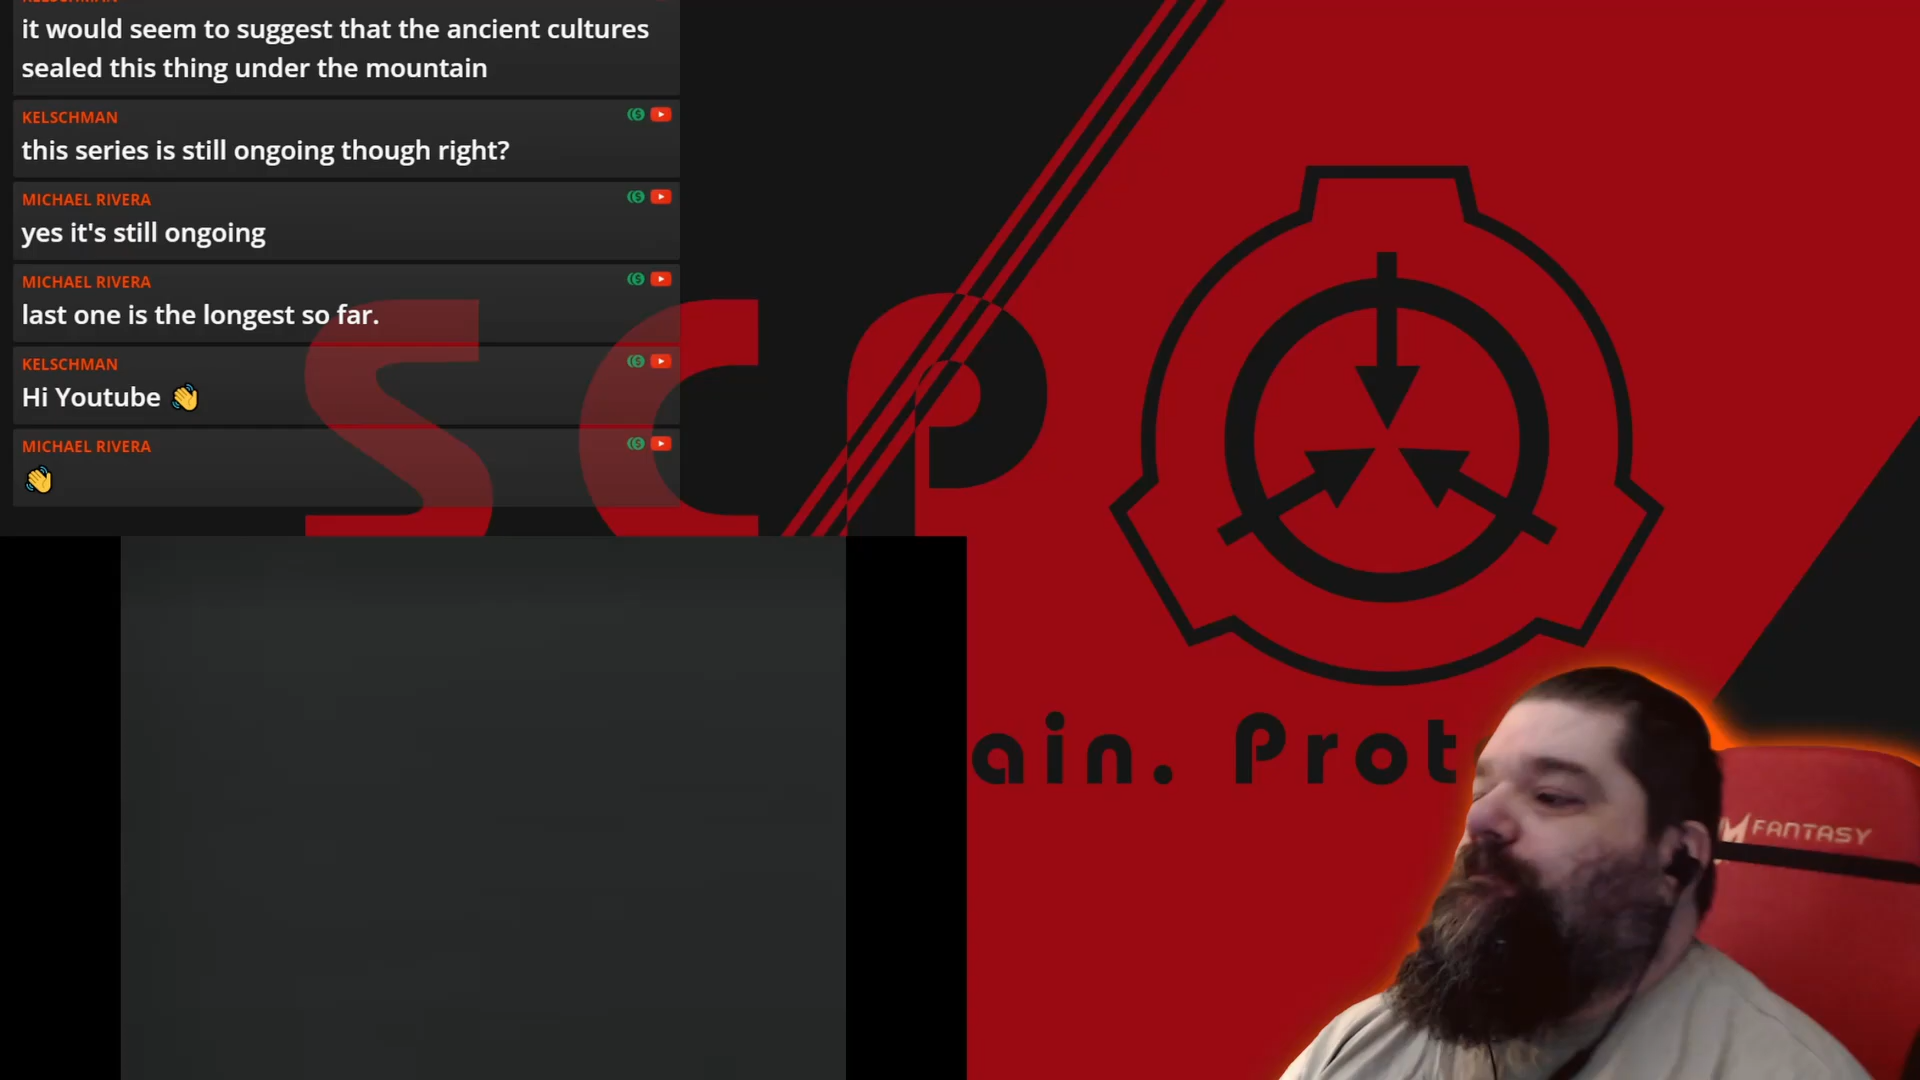 it would seem to suggest that the ancient cultures
sealed this thing under the mountain
KELSCHMAN
this series is still ongoing though right?
MICHAEL RIVERA
yes it's still ongoing
MICHAEL RIVERA
last one is the longest so far.
KELSCHMAN
Hi Youtube 👋
MICHAEL RIVERA
👋
SCP
ain. Prot
FANTASY